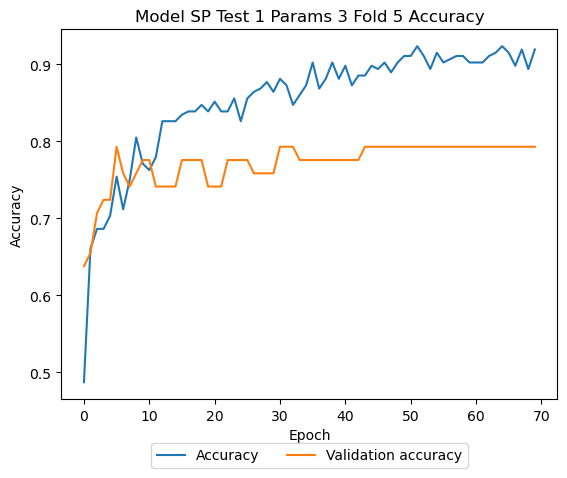 Model SP Test 1 Params 3 Fold 5 Accuracy
Accuracy
0.9
0.8
0.7
0.6
0.5
0 10 20 30 40 50 60 70
Epoch
Accuracy Validation accuracy